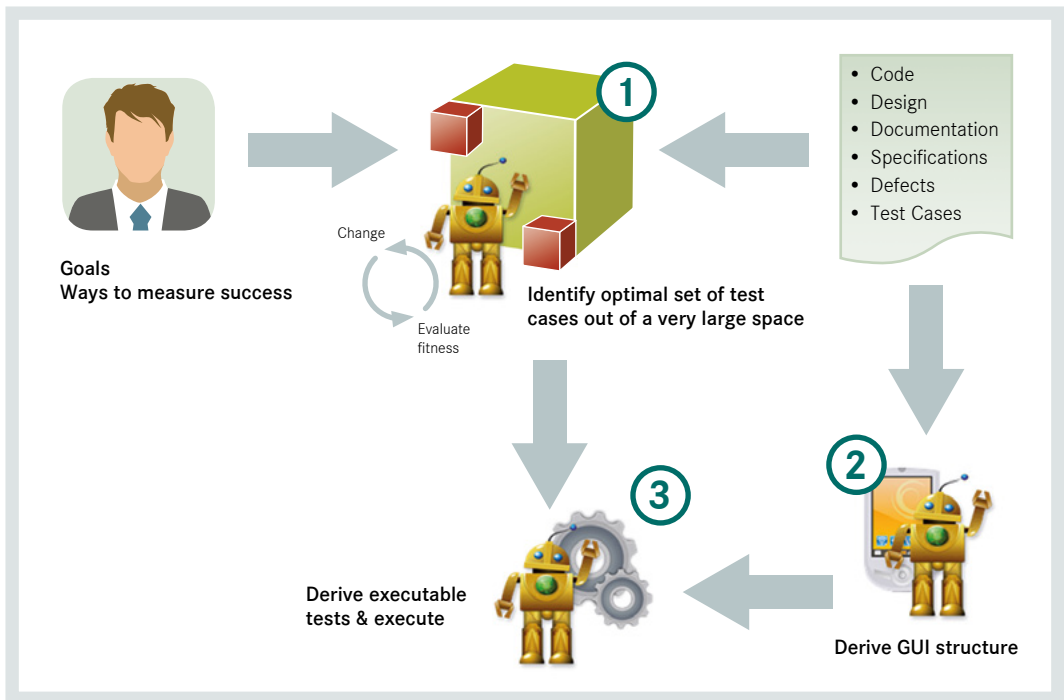 1
• Code
• Design
• Documentation
• Specifications
• Defects
• Test Cases
Goals
Ways to measure success
Change
Evaluate
fitness
Identify optimal set of test
cases out of a very large space
2
3
Derive executable
tests & execute
Derive GUI structure